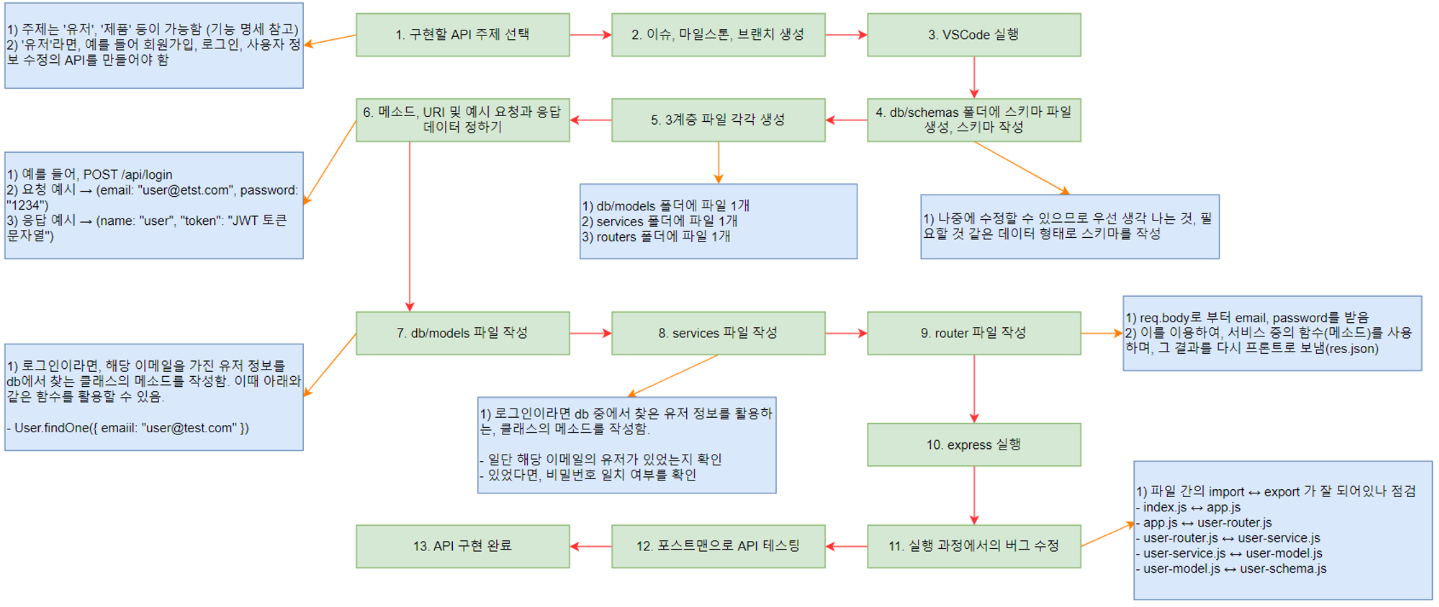 1) 주제는 '유저', '제품' 등이 가능함 (기능 명세 참고)
2) '유저'라면, 예를 들어 회원가입, 로그인, 사용자 정
보 수정의 API를 만들어야 함
1. 구현할 API 주제 선택
2. 이슈, 마일스톤, 브랜치 생성
3. VSCode 실행
4. db/schemas 폴더에 스키마 파일
생성, 스키마 작성
1) 나중에 수정할 수 있으므로 우선 생각 나는 것, 필
요할 것 같은 데이터 형태로 스키마를 작성
5. 3계층 파일 각각 생성
1) db/models 폴더에 파일 1개
2) services 폴더에 파일 1개
3) routers 폴더에 파일 1개
6. 메소드, URI 및 예시 요청과 응답
데이터 정하기
1) 예를 들어, POST /api/login
2) 요청 예시 → (email: "user@etst.com", password:
"1234")
3) 응답 예시 → (name: "user", "token": "JWT 토큰
문자열")
7. db/models 파일 작성
1) 로그인이라면, 해당 이메일을 가진 유저 정보를
db에서 찾는 클래스의 메소드를 작성함. 이때 아래와
같은 함수를 활용할 수 있음.
- User.findOne({ emaiil: "user@test.com" })
8. services 파일 작성
1) 로그인이라면 db 중에서 찾은 유저 정보를 활용하
는, 클래스의 메소드를 작성함.
- 일단 해당 이메일의 유저가 있었는지 확인
- 있었다면, 비밀번호 일치 여부를 확인
9. router 파일 작성
1) req.body로 부터 email, password를 받음
2) 이를 이용하여, 서비스 중의 함수(메소드)를 사용
하며, 그 결과를 다시 프론트로 보냄(res.json)
10. express 실행
11. 실행 과정에서의 버그 수정
1) 파일 간의 import ↔ export 가 잘 되어있나 점검
- index.js ↔ app.js
- app.js ↔ user-router.js
- user-router.js ↔ user-service.js
- user-service.js ↔ user-model.js
- user-model.js ↔ user-schema.js
12. 포스트맨으로 API 테스팅
13. API 구현 완료